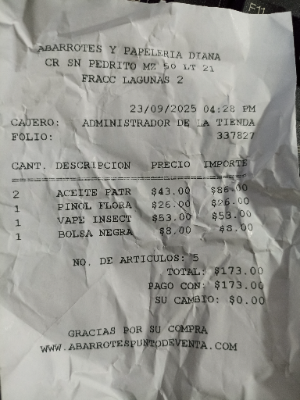 ABARROTES Y PAPELERIA DIANA
CR SN PEDRITO MZ 50 LT 21
FRACC LAGUNAS 2
23/09/2025 04:28 PM
CAJERO: ADMINISTRADOR DE LA TIENDA
FOLIO: 337827
CANT. DESCRIPCION PRECIO IMPORTE
2 ACEITE PATR $43.00 $86.00
1 PINOL FLORA $26.00 $26.00
1 VAPE INSECT $53.00 $53.00
1 BOLSA NEGRA $8.00 $8.00
NO. DE ARTICULOS: 5
TOTAL: $173.00
PAGO CON: $173.00
SU CAMBIO: $0.00
GRACIAS POR SU COMPRA
WWW.ABARROTESPUNTODEVENTA.COM